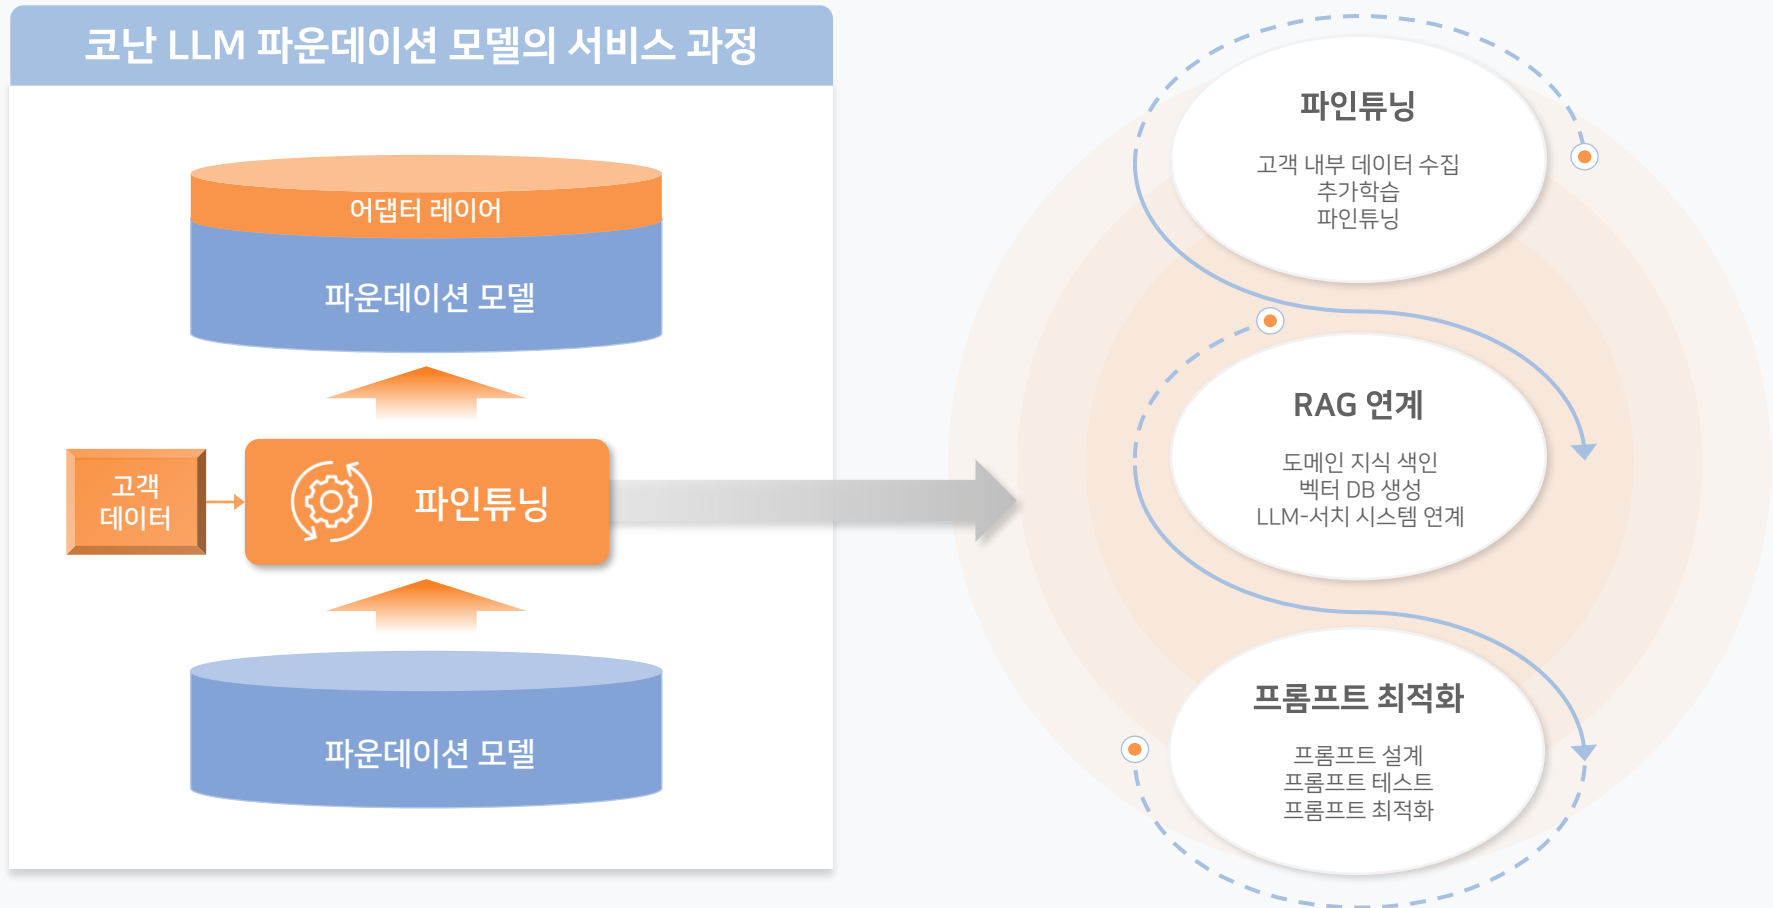 코난 LLM 파운데이션 모델의 서비스 과정
어댑터 레이어
파운데이션 모델
고객
데이터
파인튜닝
파운데이션 모델
파인튜닝
고객 내부 데이터 수집
추가학습
파인튜닝
RAG 연계
도메인 지식 색인
벡터 DB 생성
LLM-서치 시스템 연계
프롬프트 최적화
프롬프트 설계
프롬프트 테스트
프롬프트 최적화